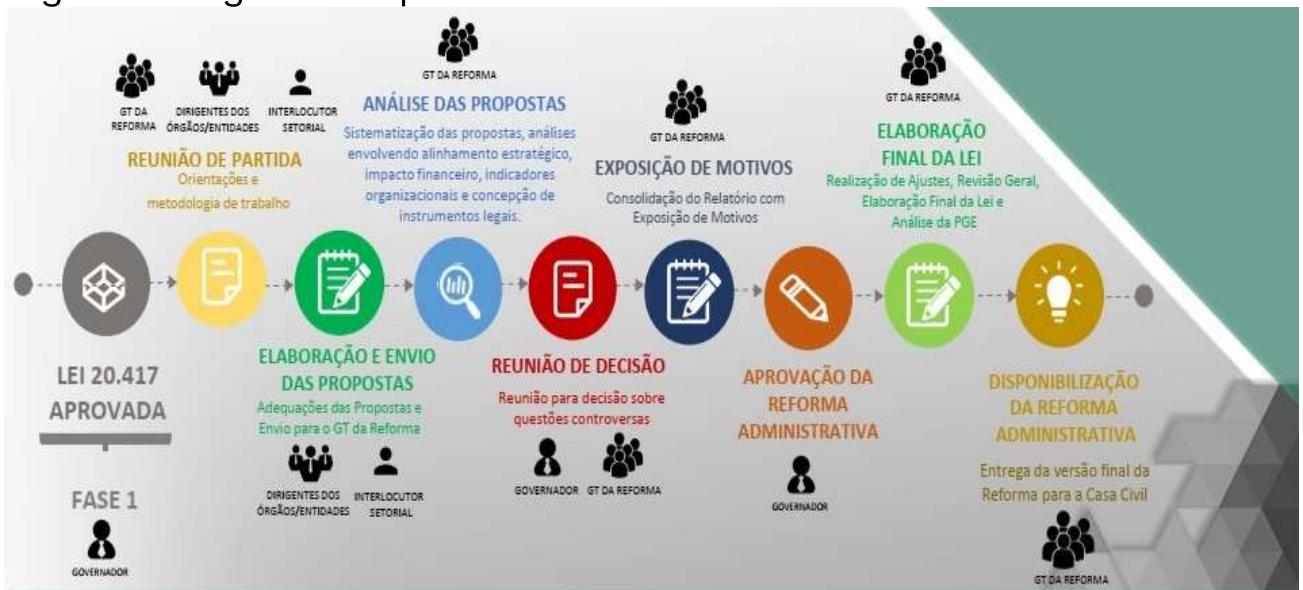 GT DA
REFORMA
DIRIGENTES DOS
ÓRGÃOS/ENTIDADES
INTERLOCUTOR
SETORIAL
REUNIÃO DE PARTIDA
Orientações e
metodologia de trabalho
GT DA REFORMA
ANÁLISE DAS PROPOSTAS
Sistematização das propostas, análises
envolvendo alinhamento estratégico,
impacto financeiro, indicadores
organizacionais e concepção de
instrumentos legais.
GT DA REFORMA
EXPOSIÇÃO DE MOTIVOS
Consolidação do Relatório com
Exposição de Motivos
GT DA REFORMA
ELABORAÇÃO
FINAL DA LEI
Realização de Ajustes, Revisão Geral,
Elaboração Final da Lei e
Análise da PGE
LEI 20.417
APROVADA
FASE 1
GOVERNADOR
ELABORAÇÃO E ENVIO
DAS PROPOSTAS
Adequações das Propostas e
Envio para o GT da Reforma
DIRIGENTES DOS
ÓRGÃOS/ENTIDADES
INTERLOCUTOR
SETORIAL
REUNIÃO DE DECISÃO
Reunião para decisão sobre
questões controversas
GOVERNADOR
GT DA REFORMA
APROVAÇÃO DA
REFORMA
ADMINISTRATIVA
GOVERNADOR
DISPONIBILIZAÇÃO
DA REFORMA
ADMINISTRATIVA
Entrega da versão final da
Reforma para a Casa Civil
GT DA REFORMA